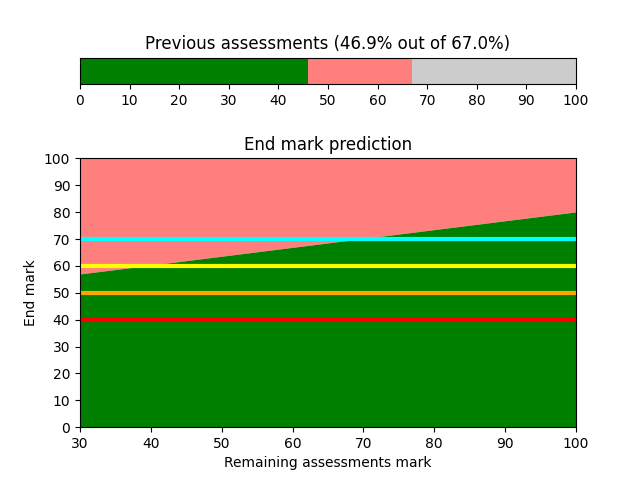 Previous assessments (46.9% out of 67.0%)
0 10 20 30 40 50 60 70 80 90 100
End mark prediction
100
90
80
70
60
50
40
30
20
10
0
End mark
30 40 50 60 70 80 90 100
Remaining assessments mark